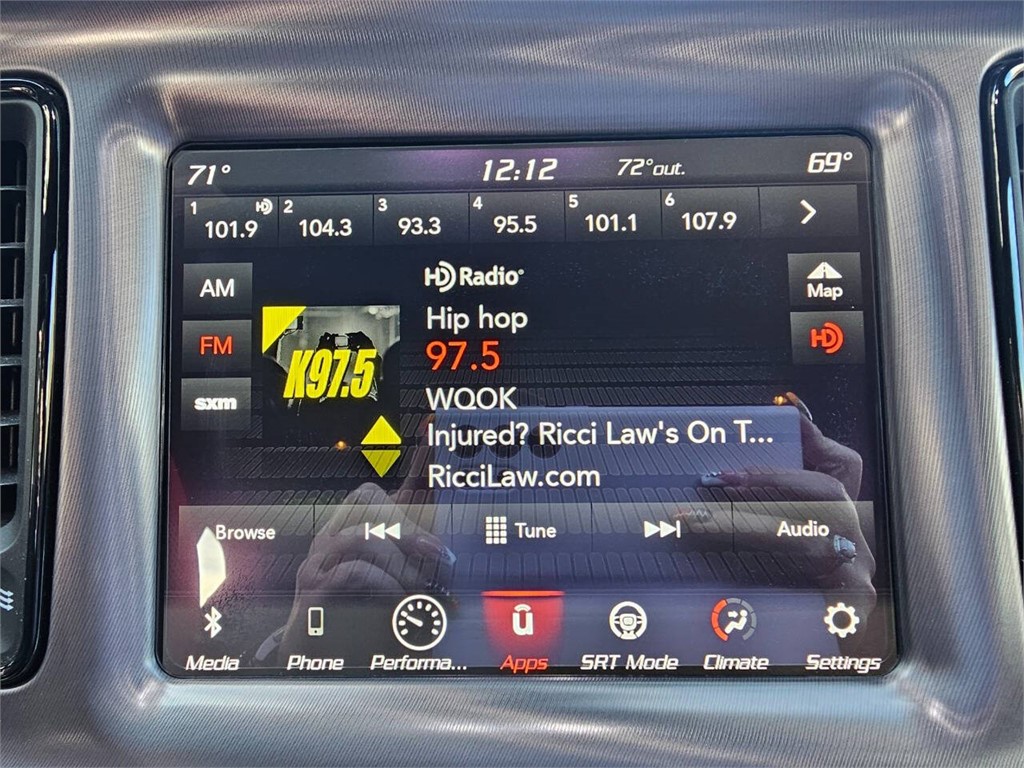 71° 12:12 72°out. 69°
1 101.9 HD 2 104.3 3 93.3 4 95.5 5 101.1 6 107.9
AM
FM
sxm
K97.5
HD Radio
Hip hop
97.5
WQOK
Injured? Ricci Law's On T...
RicciLaw.com
Map
HD
Browse Tune Audio
Media Phone Performa... Apps SRT Mode Climate Settings